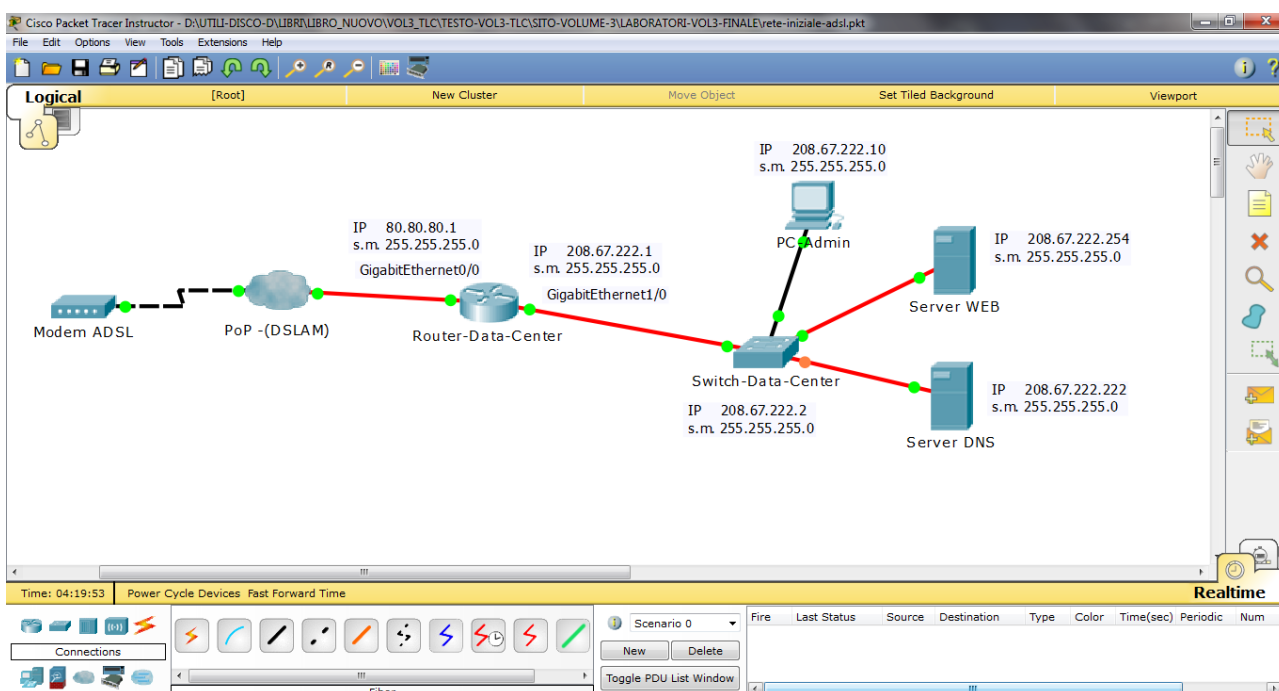 Cisco Packet Tracer Instructor - D:\UTILI-DISCO-D\LIBRI\LIBRO_NUOVO\VOL3_TLC\TESTO-VOL3-TLC\SITO-VOLUME-3\LABORATORI-VOL3-FINALE\rete-iniziale-adsl.pkt
File Edit Options View Tools Extensions Help
Logical [Root] New Cluster Move Object Set Tiled Background Viewport
IP 208.67.222.10
s.m. 255.255.255.0
PC-Admin
IP 80.80.80.1
s.m. 255.255.255.0
GigabitEthernet0/0
IP 208.67.222.1
s.m. 255.255.255.0
GigabitEthernet1/0
IP 208.67.222.254
s.m. 255.255.255.0
Server WEB
Modem ADSL
PoP -(DSLAM)
Router-Data-Center
Switch-Data-Center
IP 208.67.222.2
s.m. 255.255.255.0
IP 208.67.222.222
s.m. 255.255.255.0
Server DNS
Time: 04:19:53 Power Cycle Devices Fast Forward Time Realtime
Connections
Scenario 0
New Delete
Toggle PDU List Window
Fire Last Status Source Destination Type Color Time(sec) Periodic Num
Fiber